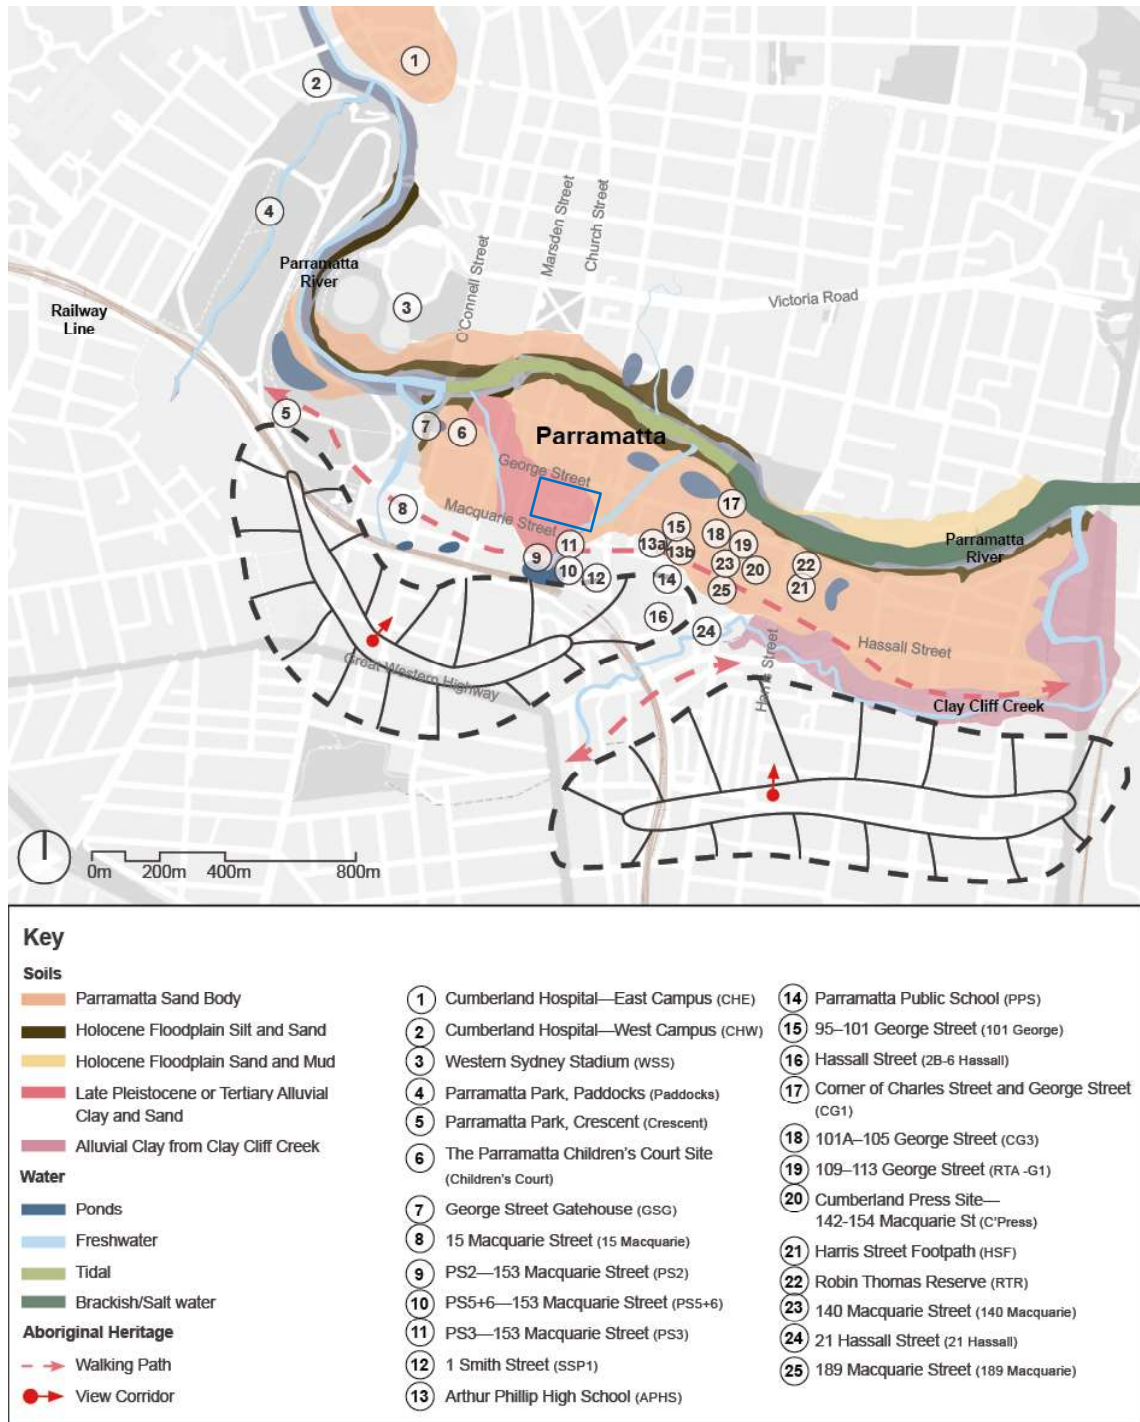 1
2
4
Parramatta
River
3
O'Connell Street
Marsden Street
Church Street
Victoria Road
Railway
Line
5
7
6
Parramatta
George Street
8
Macquarie Street
9
11
10
12
13a
13b
15
17
18
19
23
20
14
25
22
21
16
24
Parramatta
River
Hassall Street
Harris Street
Clay Cliff Creek
Great Western Highway
0m 200m 400m 800m
Key
Soils
Parramatta Sand Body
Holocene Floodplain Silt and Sand
Holocene Floodplain Sand and Mud
Late Pleistocene or Tertiary Alluvial
Clay and Sand
Alluvial Clay from Clay Cliff Creek
Water
Ponds
Freshwater
Tidal
Brackish/Salt water
Aboriginal Heritage
Walking Path
View Corridor
1 Cumberland Hospital—East Campus (CHE)
2 Cumberland Hospital—West Campus (CHW)
3 Western Sydney Stadium (WSS)
4 Parramatta Park, Paddocks (Paddocks)
5 Parramatta Park, Crescent (Crescent)
6 The Parramatta Children's Court Site
(Children's Court)
7 George Street Gatehouse (GSG)
8 15 Macquarie Street (15 Macquarie)
9 PS2—153 Macquarie Street (PS2)
10 PS5+6—153 Macquarie Street (PS5+6)
11 PS3—153 Macquarie Street (PS3)
12 1 Smith Street (SSP1)
13 Arthur Phillip High School (APHS)
14 Parramatta Public School (PPS)
15 95–101 George Street (101 George)
16 Hassall Street (2B-6 Hassall)
17 Corner of Charles Street and George Street
(CG1)
18 101A–105 George Street (CG3)
19 109–113 George Street (RTA -G1)
20 Cumberland Press Site—
142-154 Macquarie St (C'Press)
21 Harris Street Footpath (HSF)
22 Robin Thomas Reserve (RTR)
23 140 Macquarie Street (140 Macquarie)
24 21 Hassall Street (21 Hassall)
25 189 Macquarie Street (189 Macquarie)